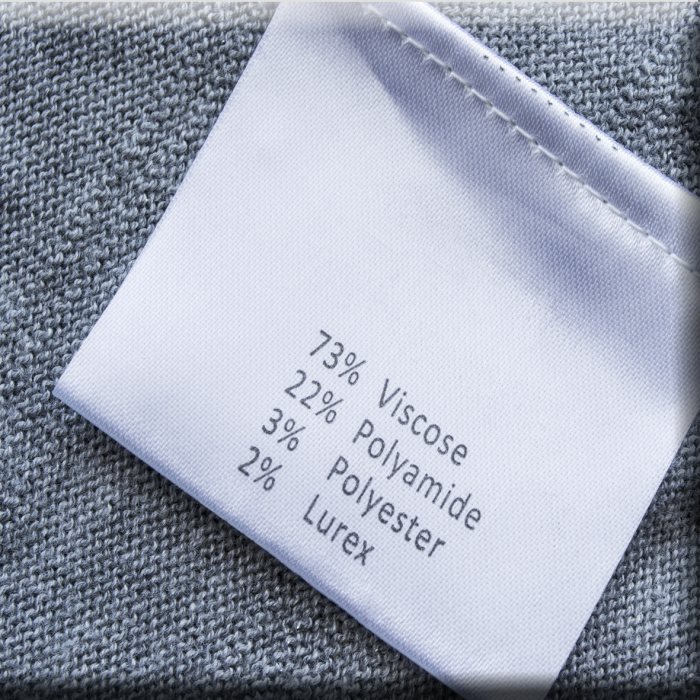 73% Viscose
22% Polyamide
3% Polyester
2% Lurex